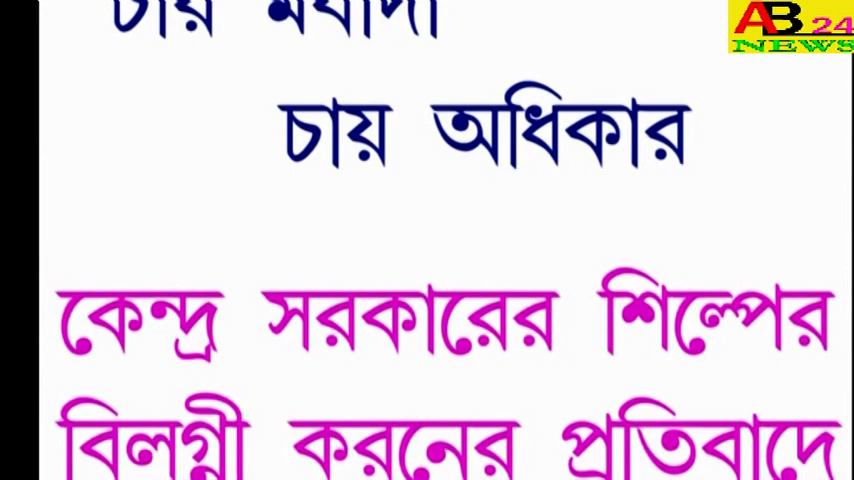 চায় মর্যাদা
AB 24
NEWS
চায় অধিকার
কেন্দ্র সরকারের শিল্পের
বিলগ্নী করনের প্রতিবাদে